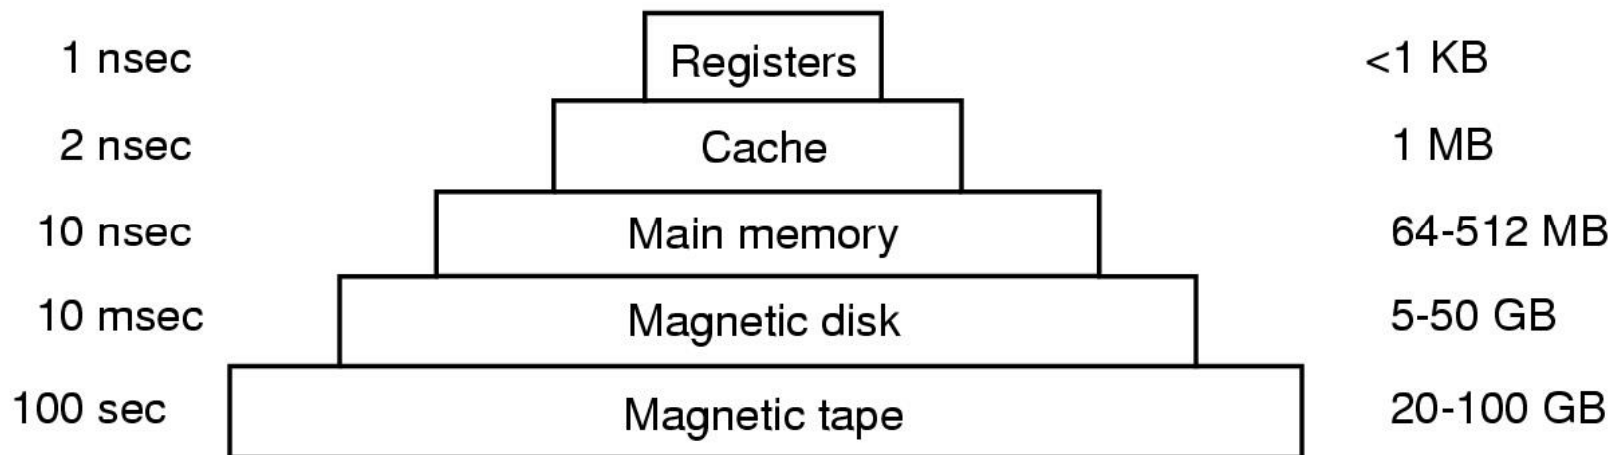 1 nsec Registers <1 KB
2 nsec Cache 1 MB
10 nsec Main memory 64-512 MB
10 msec Magnetic disk 5-50 GB
100 sec Magnetic tape 20-100 GB